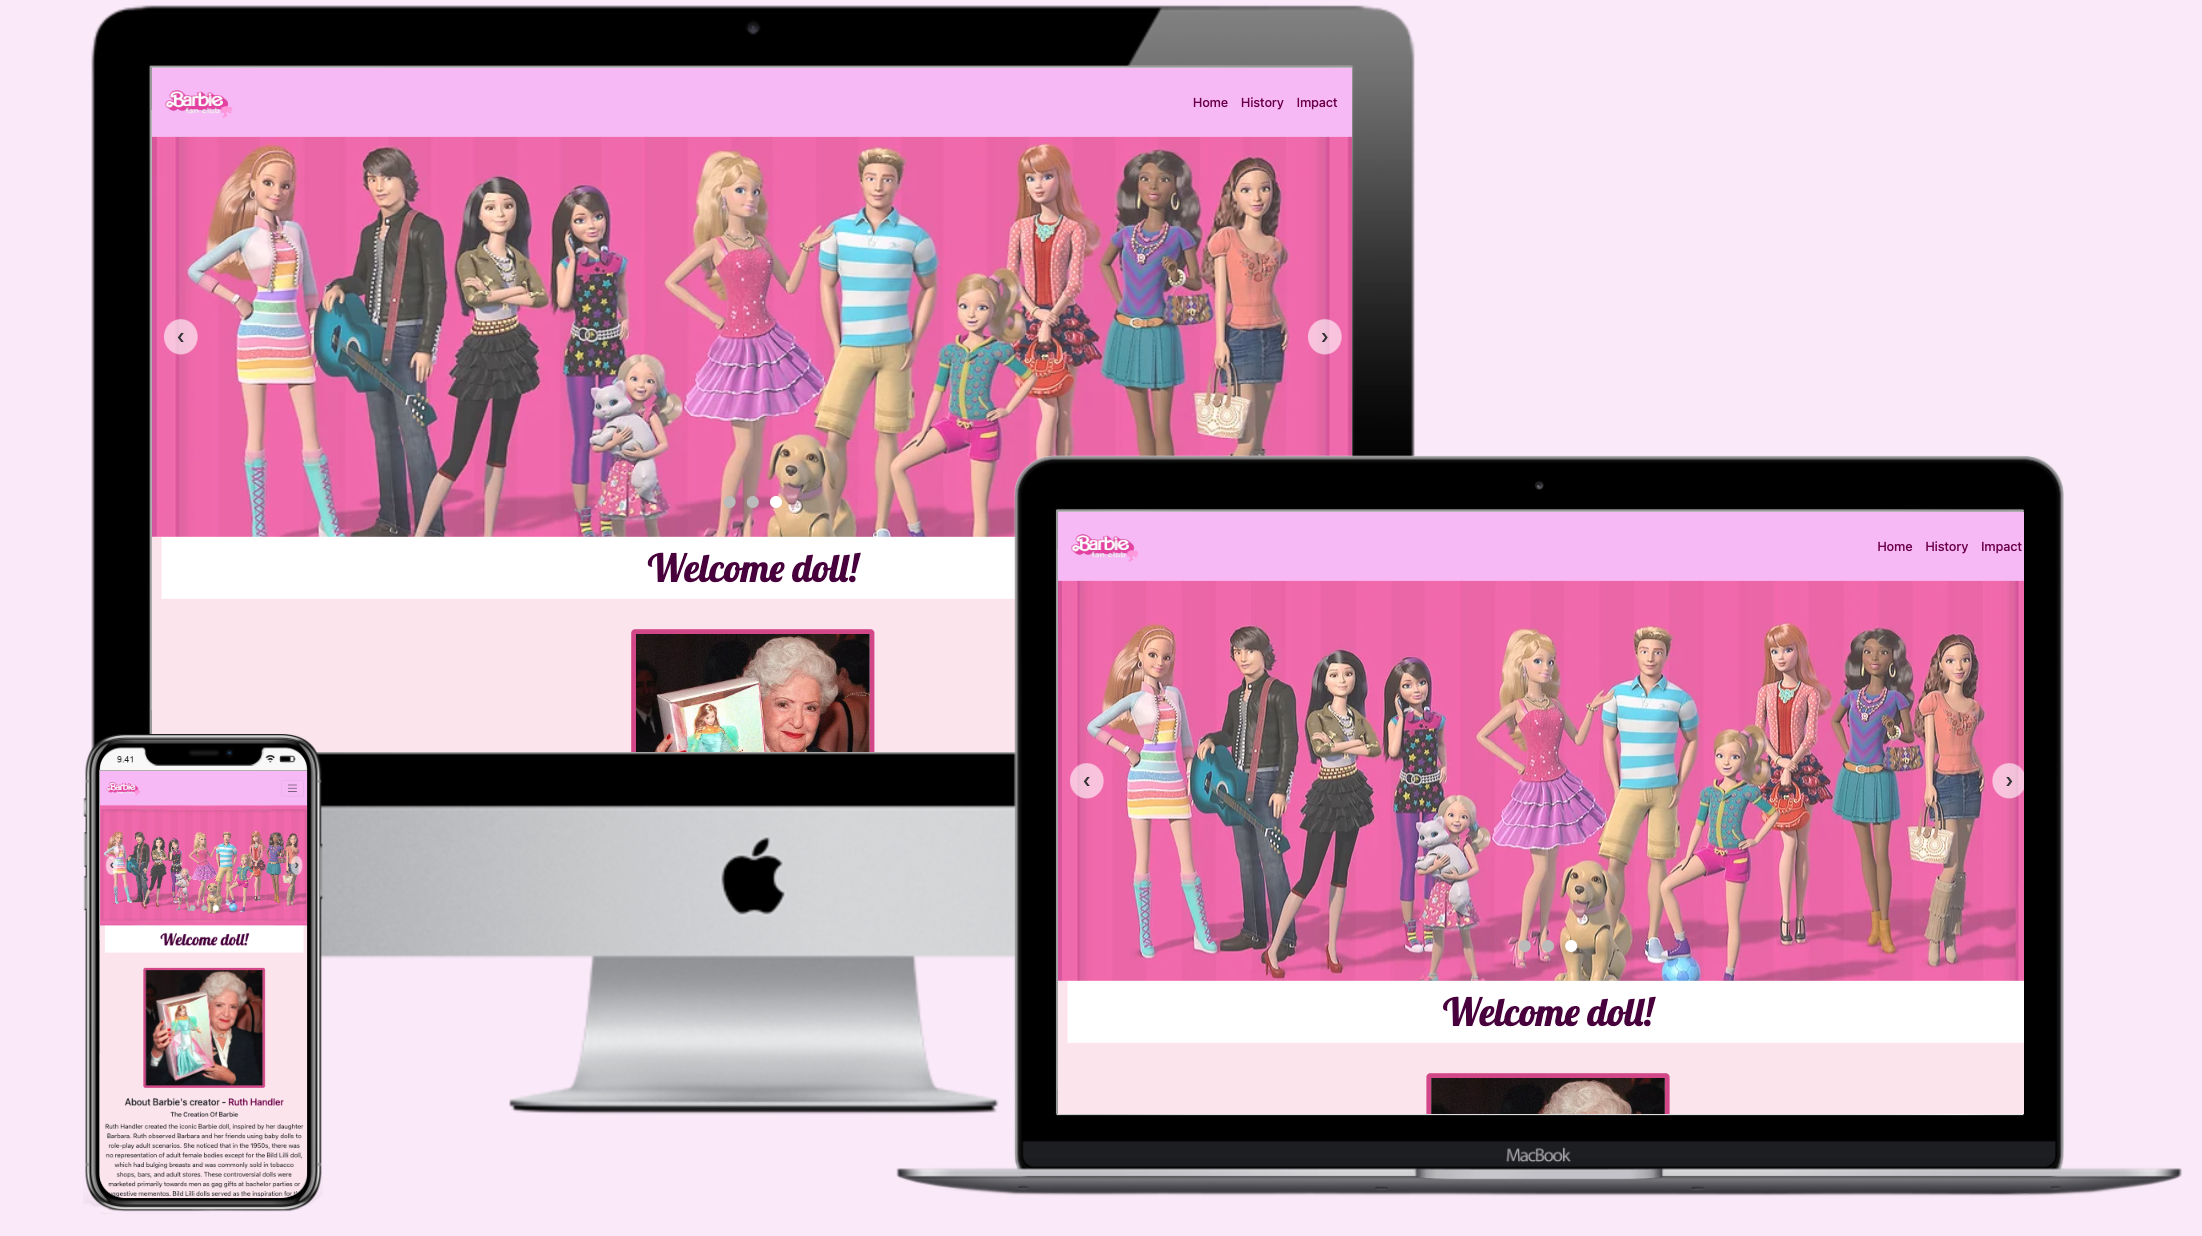 Barbie
fan club
Home History Impact
‹ ›
Welcome doll!
Barbie
fan club
Home History Impact
‹ ›
Welcome doll!
MacBook
9.41
Barbie
‹ ›
Welcome doll!
About Barbie's creator - Ruth Handler
The Creation Of Barbie
Ruth Handler created the iconic Barbie doll, inspired by her daughter
Barbara. Ruth observed Barbara and her friends using baby dolls to
role-play adult scenarios. She noticed that in the 1950s, there was
no representation of adult female bodies except for the Bild Lilli doll,
which had bulging breasts and was commonly sold in tobacco
shops, bars, and adult stores. These controversial dolls were
marketed primarily towards men as gag gifts at bachelor parties or
mementos. Bild Lilli dolls served as the inspiration for